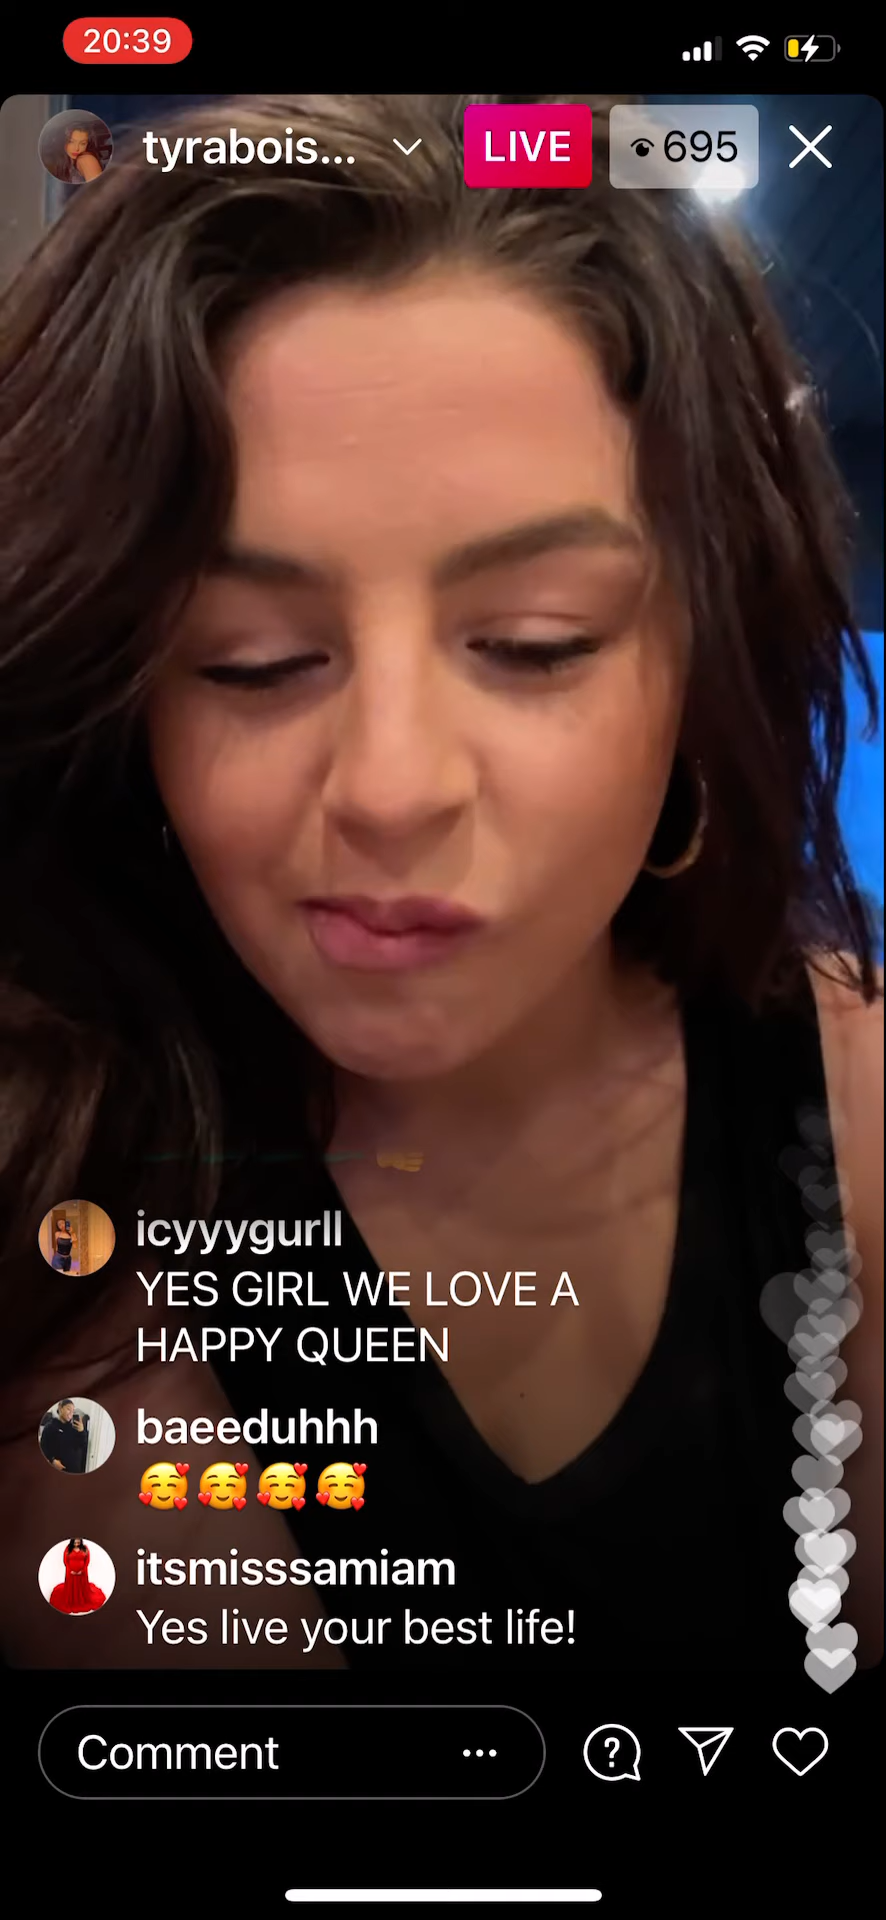 20:39
tyrabois...
LIVE
695
icyyygurll
YES GIRL WE LOVE A
HAPPY QUEEN
baeeduhhh
🥰🥰🥰🥰
itsmisssamiam
Yes live your best life!
Comment